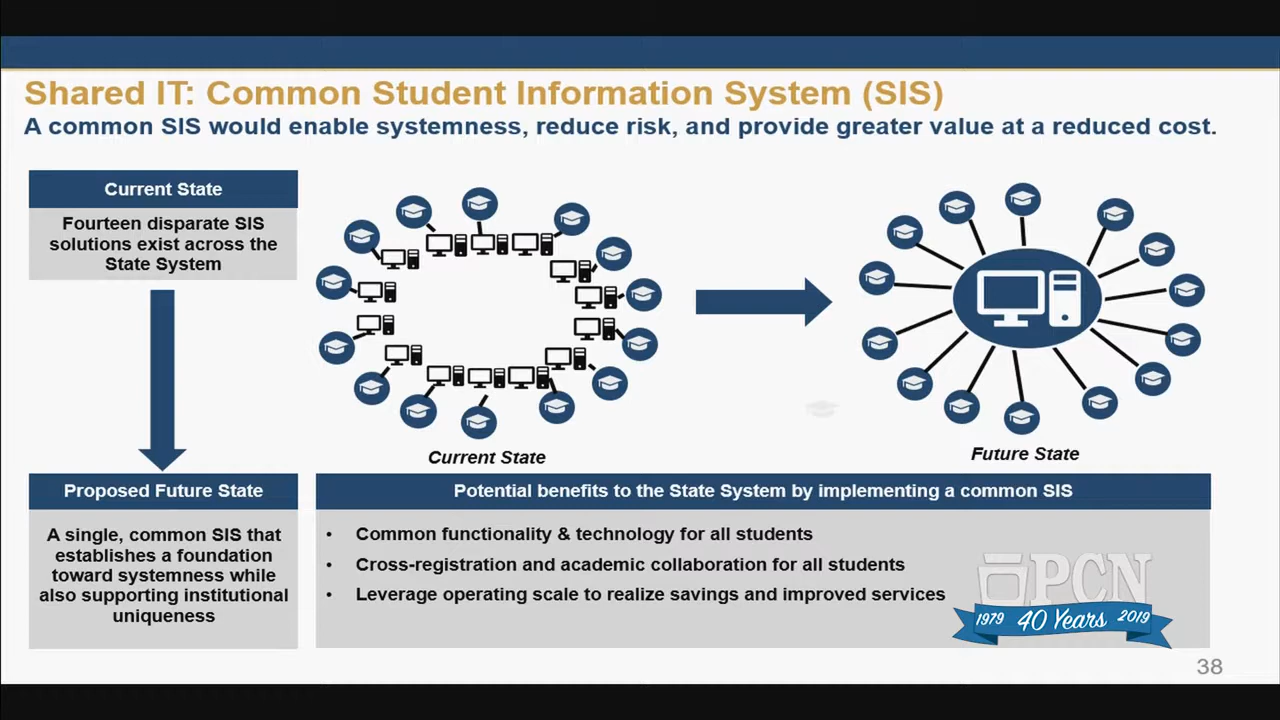 Shared IT: Common Student Information System (SIS)
A common SIS would enable systemness, reduce risk, and provide greater value at a reduced cost.
Current State
Fourteen disparate SIS
solutions exist across the
State System
Current State
Future State
Proposed Future State
A single, common SIS that
establishes a foundation
toward systemness while
also supporting institutional
uniqueness
Potential benefits to the State System by implementing a common SIS
• Common functionality & technology for all students
• Cross-registration and academic collaboration for all students
• Leverage operating scale to realize savings and improved services
PCN
1979 40 Years 2019
38